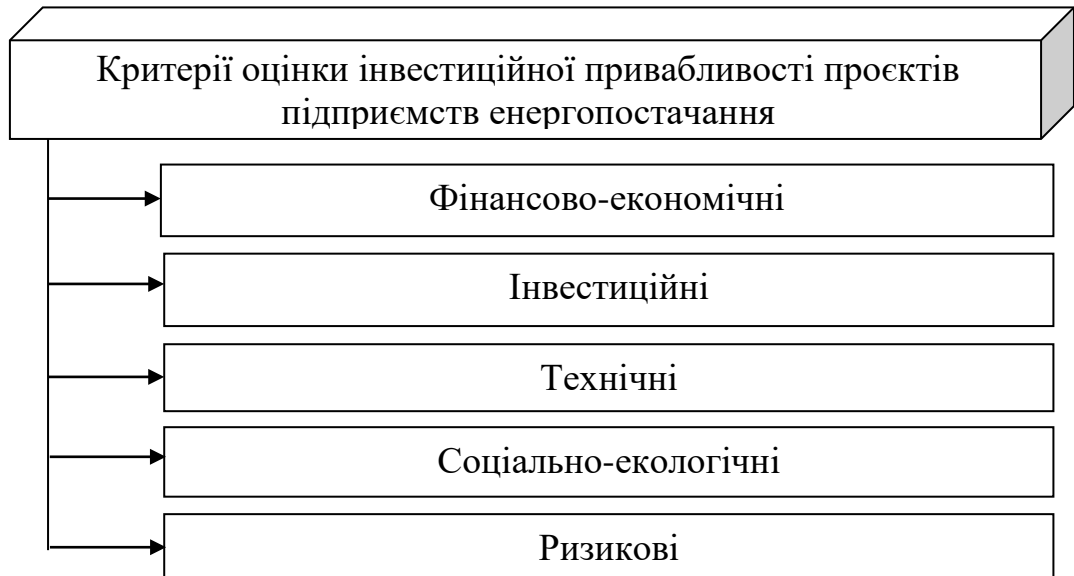 Критерії оцінки інвестиційної привабливості проєктів
підприємств енергопостачання
Фінансово-економічні
Інвестиційні
Технічні
Соціально-екологічні
Ризикові